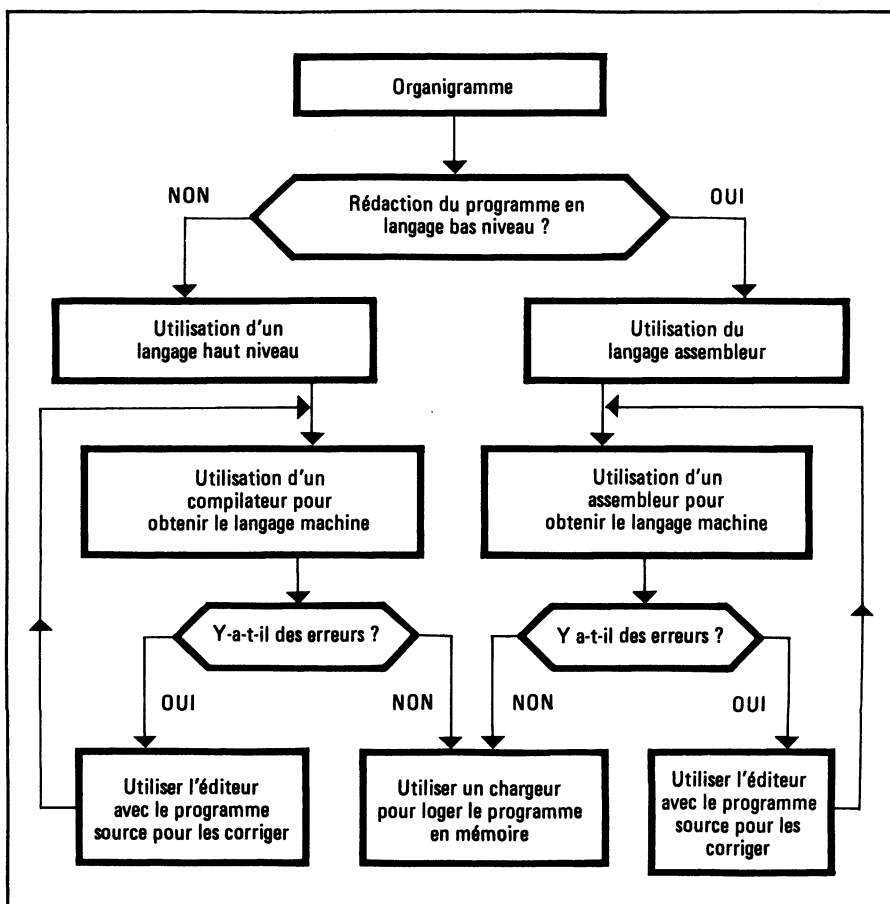 Organigramme
NON
OUI
Rédaction du programme en
langage bas niveau ?
Utilisation d'un
langage haut niveau
Utilisation du
langage assembleur
Utilisation d'un
compilateur pour
obtenir le langage machine
Utilisation d'un
assembleur pour
obtenir le langage machine
Y-a-t-il des erreurs ?
Y a-t-il des erreurs ?
OUI
NON
NON
OUI
Utiliser l'éditeur
avec le programme
source pour les corriger
Utiliser un chargeur
pour loger le programme
en mémoire
Utiliser l'éditeur
avec le programme
source pour les
corriger